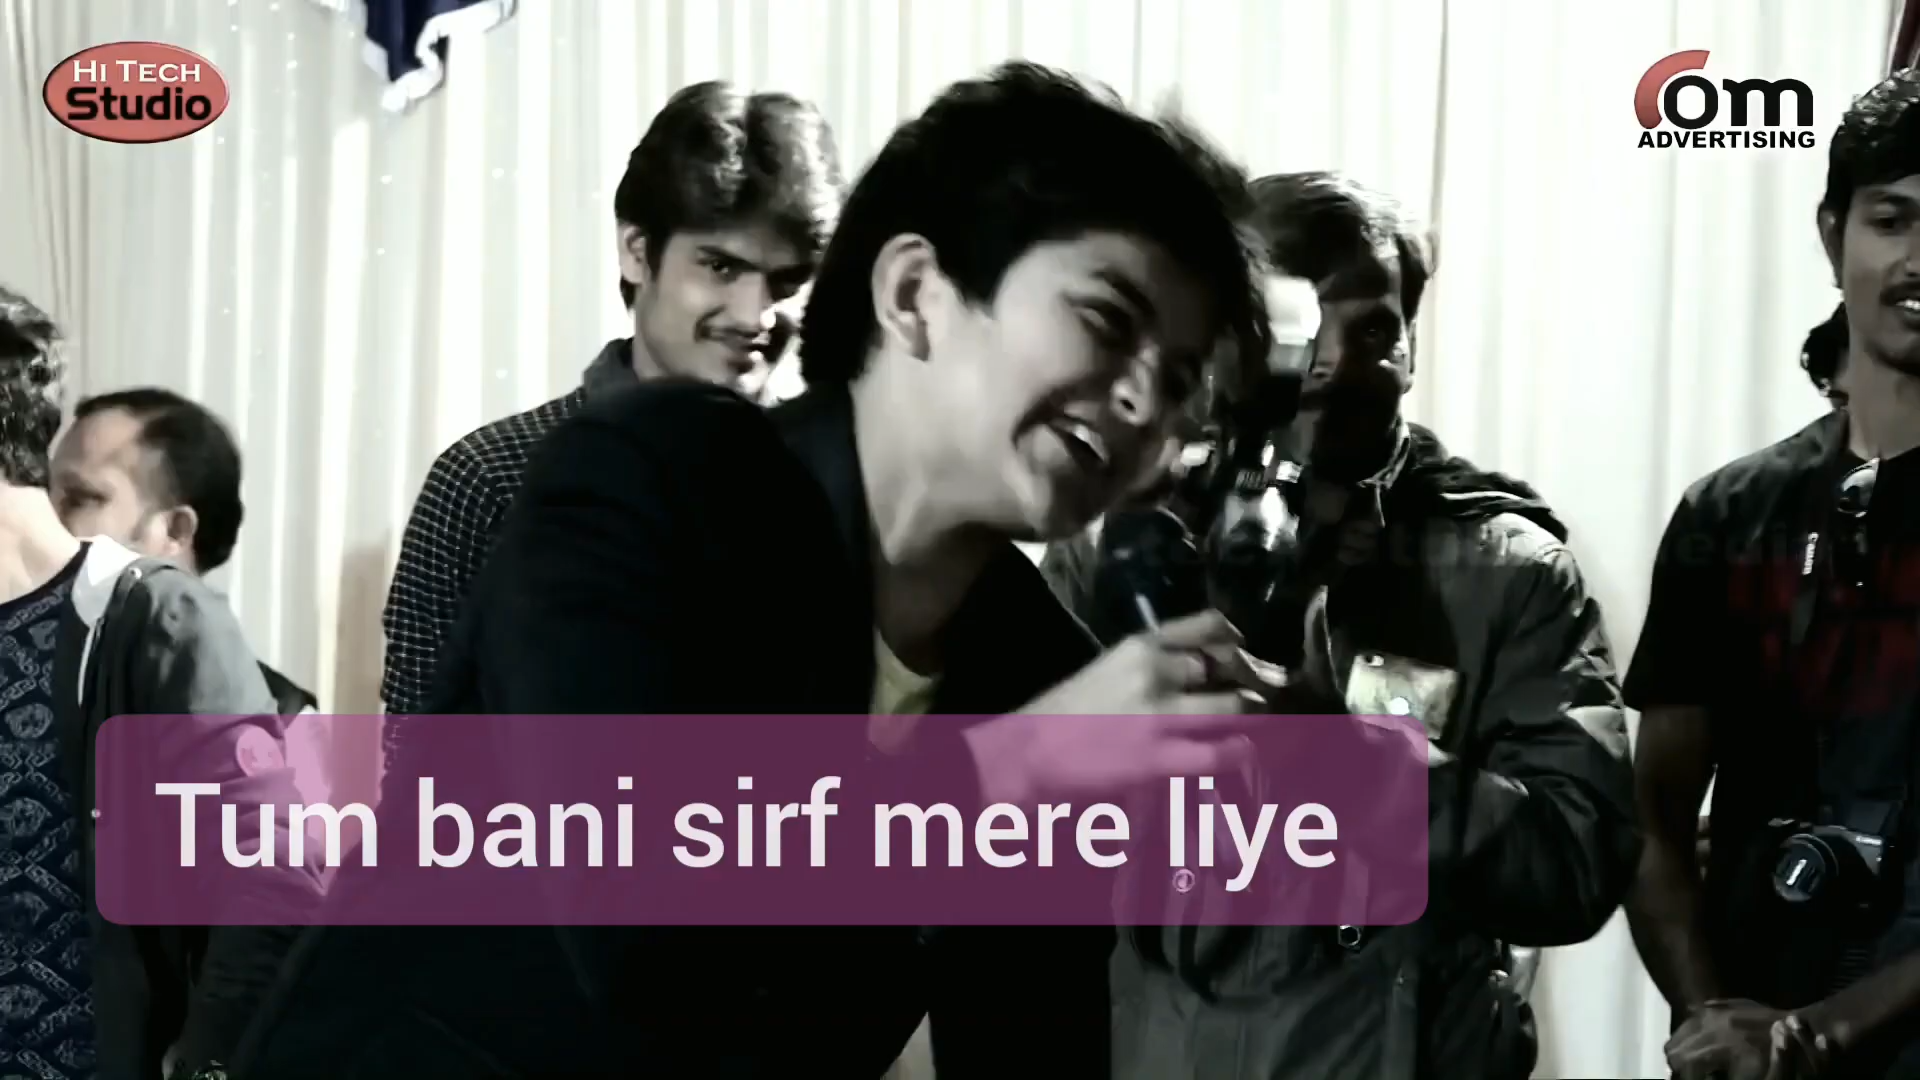 Hi Tech
Studio
Om
ADVERTISING
Tum bani sirf mere liye